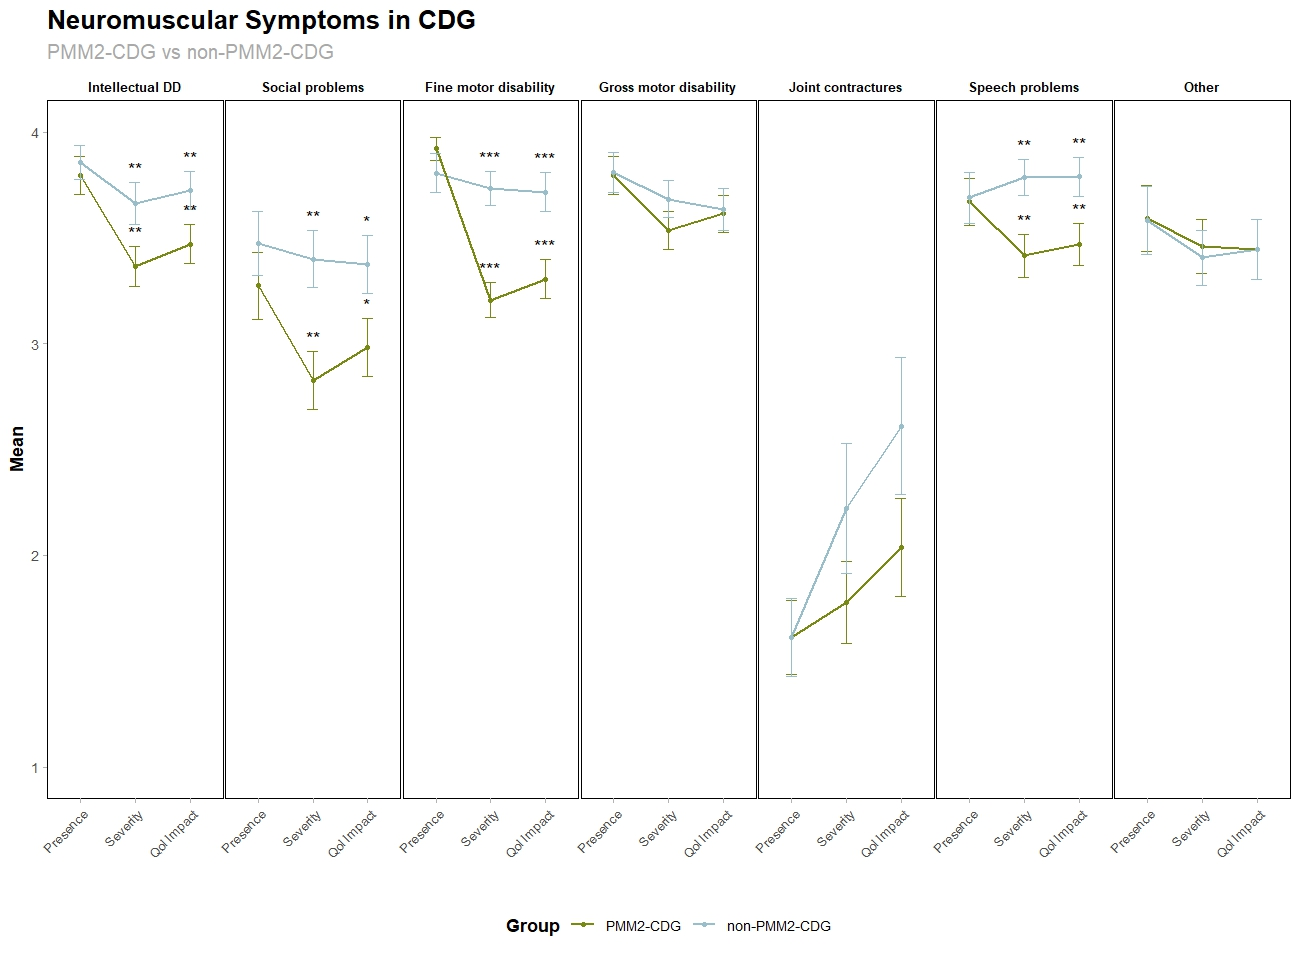 Neuromuscular Symptoms in CDG
PMM2-CDG vs non-PMM2-CDG
Intellectual DD Social problems Fine motor disability Gross motor disability Joint contractures Speech problems Other
4
3
2
1
Mean
** ** ** **
** * ** *
*** *** *** ***
** ** ** **
Presence Severity Qol Impact Presence Severity Qol Impact Presence Severity Qol Impact Presence Severity Qol Impact Presence Severity Qol Impact Presence Severity Qol Impact Presence Severity Qol Impact
Group PMM2-CDG non-PMM2-CDG